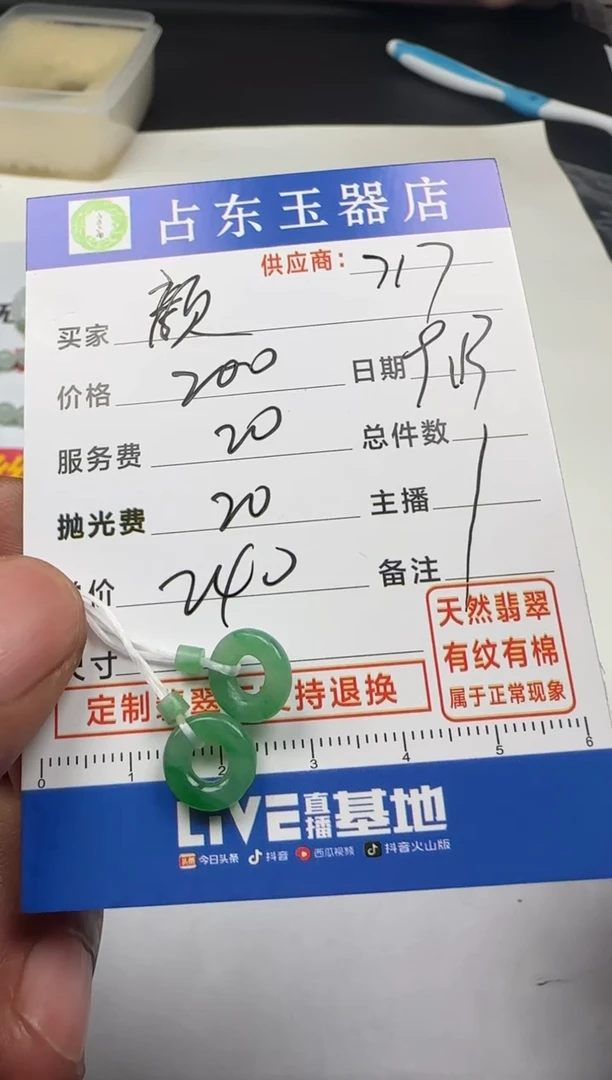 占东玉器店
供应商: 717
买家 颜
价格 200 日期
服务费 20 总件数
抛光费 20 主播
价 240 备注
寸
天然翡翠
有纹有棉
属于正常现象
定制 持退换
0 1 2 3 4 5 6
LIVE直播基地
头条 今日头条 抖音 西瓜视频 抖音火山版